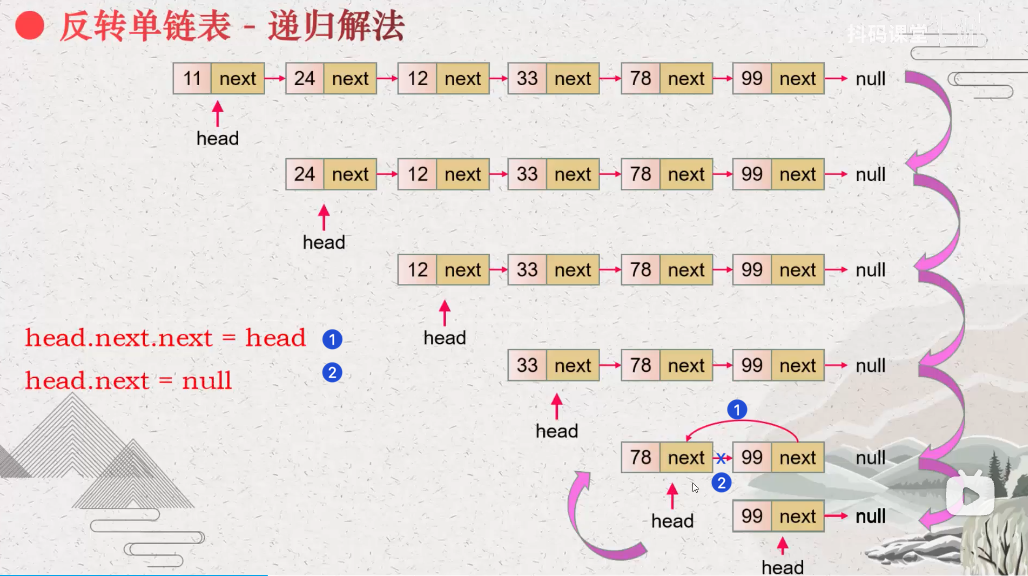 反转单链表 - 递归解法
抖码课堂
11 next 24 next 12 next 33 next 78 next 99 next null
head
24 next 12 next 33 next 78 next 99 next null
head
12 next 33 next 78 next 99 next null
head
head.next.next = head 1
33 next 78 next 99 next null
head.next = null 2
head
1
78 next x 99 next null
2
head
99 next null
head